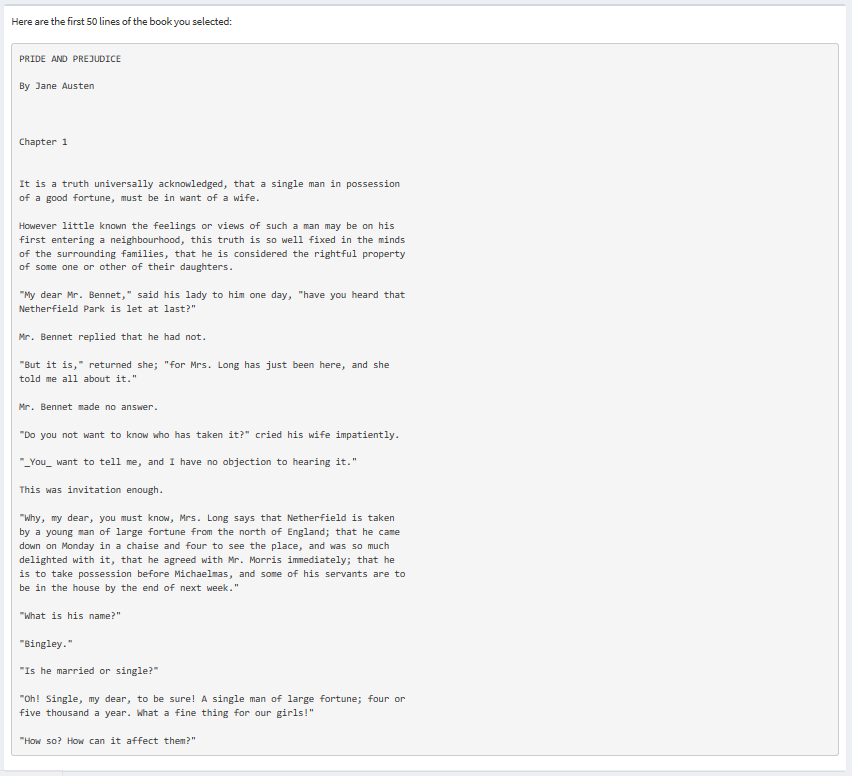 Here are the first 50 lines of the book you selected:
PRIDE AND PREJUDICE
By Jane Austen
Chapter 1
It is a truth universally acknowledged, that a single man in possession
of a good fortune, must be in want of a wife.
However little known the feelings or views of such a man may be on his
first entering a neighbourhood, this truth is so well fixed in the minds
of the surrounding families, that he is considered the rightful property
of some one or other of their daughters.
"My dear Mr. Bennet," said his lady to him one day, "have you heard that
Netherfield Park is let at last?"
Mr. Bennet replied that he had not.
"But it is," returned she; "for Mrs. Long has just been here, and she
told me all about it."
Mr. Bennet made no answer.
"Do you not want to know who has taken it?" cried his wife impatiently.
"_You_ want to tell me, and I have no objection to hearing it."
This was invitation enough.
"Why, my dear, you must know, Mrs. Long says that Netherfield is taken
by a young man of large fortune from the north of England; that he came
down on Monday in a chaise and four to see the place, and was so much
delighted with it, that he agreed with Mr. Morris immediately; that he
is to take possession before Michaelmas, and some of his servants are to
be in the house by the end of next week."
"What is his name?"
"Bingley."
"Is he married or single?"
"Oh! Single, my dear, to be sure! A single man of large fortune; four or
five thousand a year. What a fine thing for our girls!"
"How so? How can it affect them?"